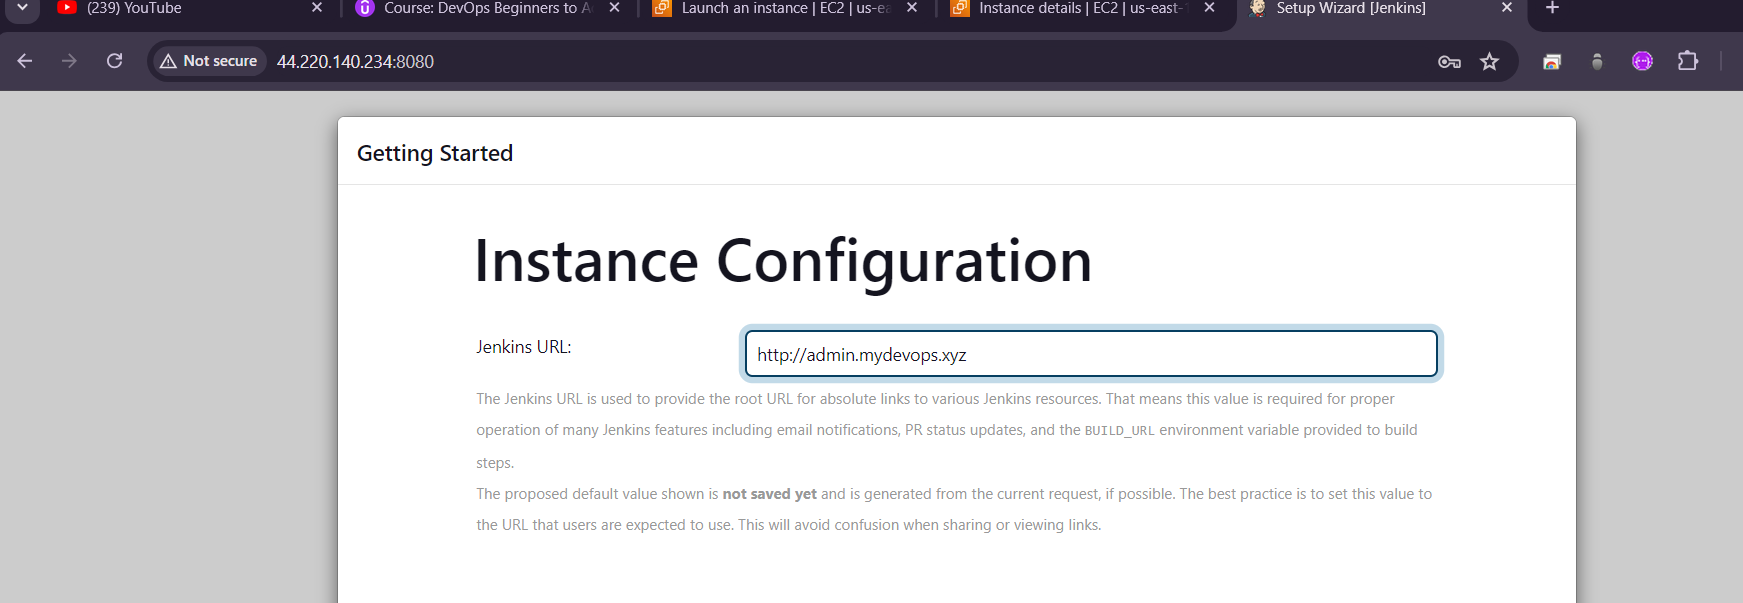 (239) YouTube
Course: DevOps Beginners to A
Launch an instance | EC2 | us-ea
Instance details | EC2 | us-east-1
Setup Wizard [Jenkins]
Not secure
44.220.140.234:8080
Getting Started
Instance Configuration
Jenkins URL:
http://admin.mydevops.xyz
The Jenkins URL is used to provide the root URL for absolute links to various Jenkins resources. That means this value is required for proper
operation of many Jenkins features including email notifications, PR status updates, and the BUILD_URL environment variable provided to build
steps.
The proposed default value shown is not saved yet and is generated from the current request, if possible. The best practice is to set this value to
the URL that users are expected to use. This will avoid confusion when sharing or viewing links.